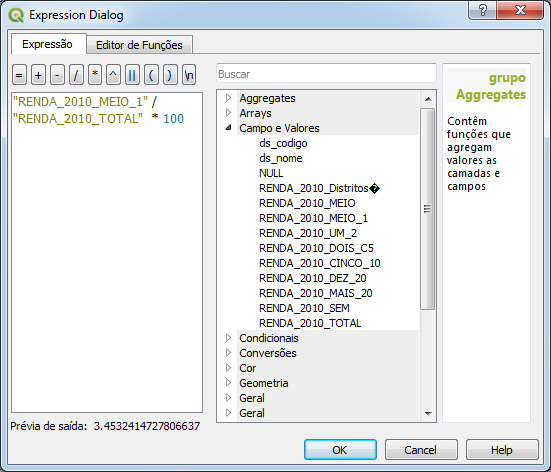 Expression Dialog
Expressão
Editor de Funções
= + - / * ^ || ( ) \n
"RENDA_2010_MEIO_1" /
"RENDA_2010_TOTAL" * 100
Prévia de saída: 3.4532414727806637
Buscar
Aggregates
Arrays
Campo e Valores
ds_codigo
ds_nome
NULL
RENDA_2010_Distritos�
RENDA_2010_MEIO
RENDA_2010_MEIO_1
RENDA_2010_UM_2
RENDA_2010_DOIS_C5
RENDA_2010_CINCO_10
RENDA_2010_DEZ_20
RENDA_2010_MAIS_20
RENDA_2010_SEM
RENDA_2010_TOTAL
Condicionais
Conversões
Cor
Geometria
Geral
Geral
grupo
Aggregates
Contêm
funções que
agregam
valores as
camadas e
campos
OK
Cancel
Help